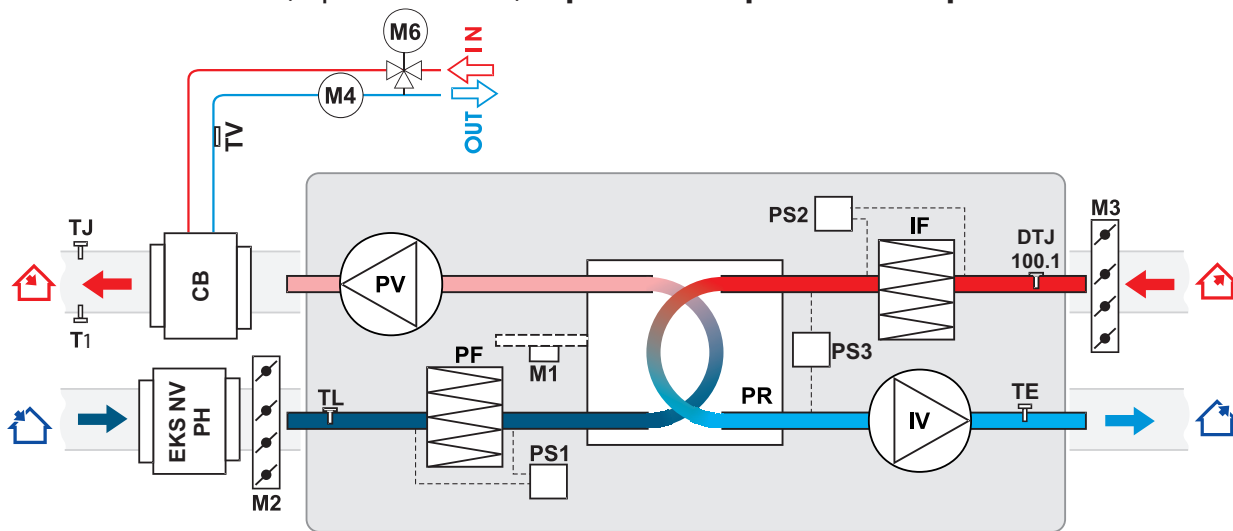 M6
IN
M4
OUT
TV
TJ
CB
T1
PV
PS2
IF
DTJ
100.1
M3
PS3
M1
PF
PR
EKS NV
PH
TL
TE
IV
PS1
M2